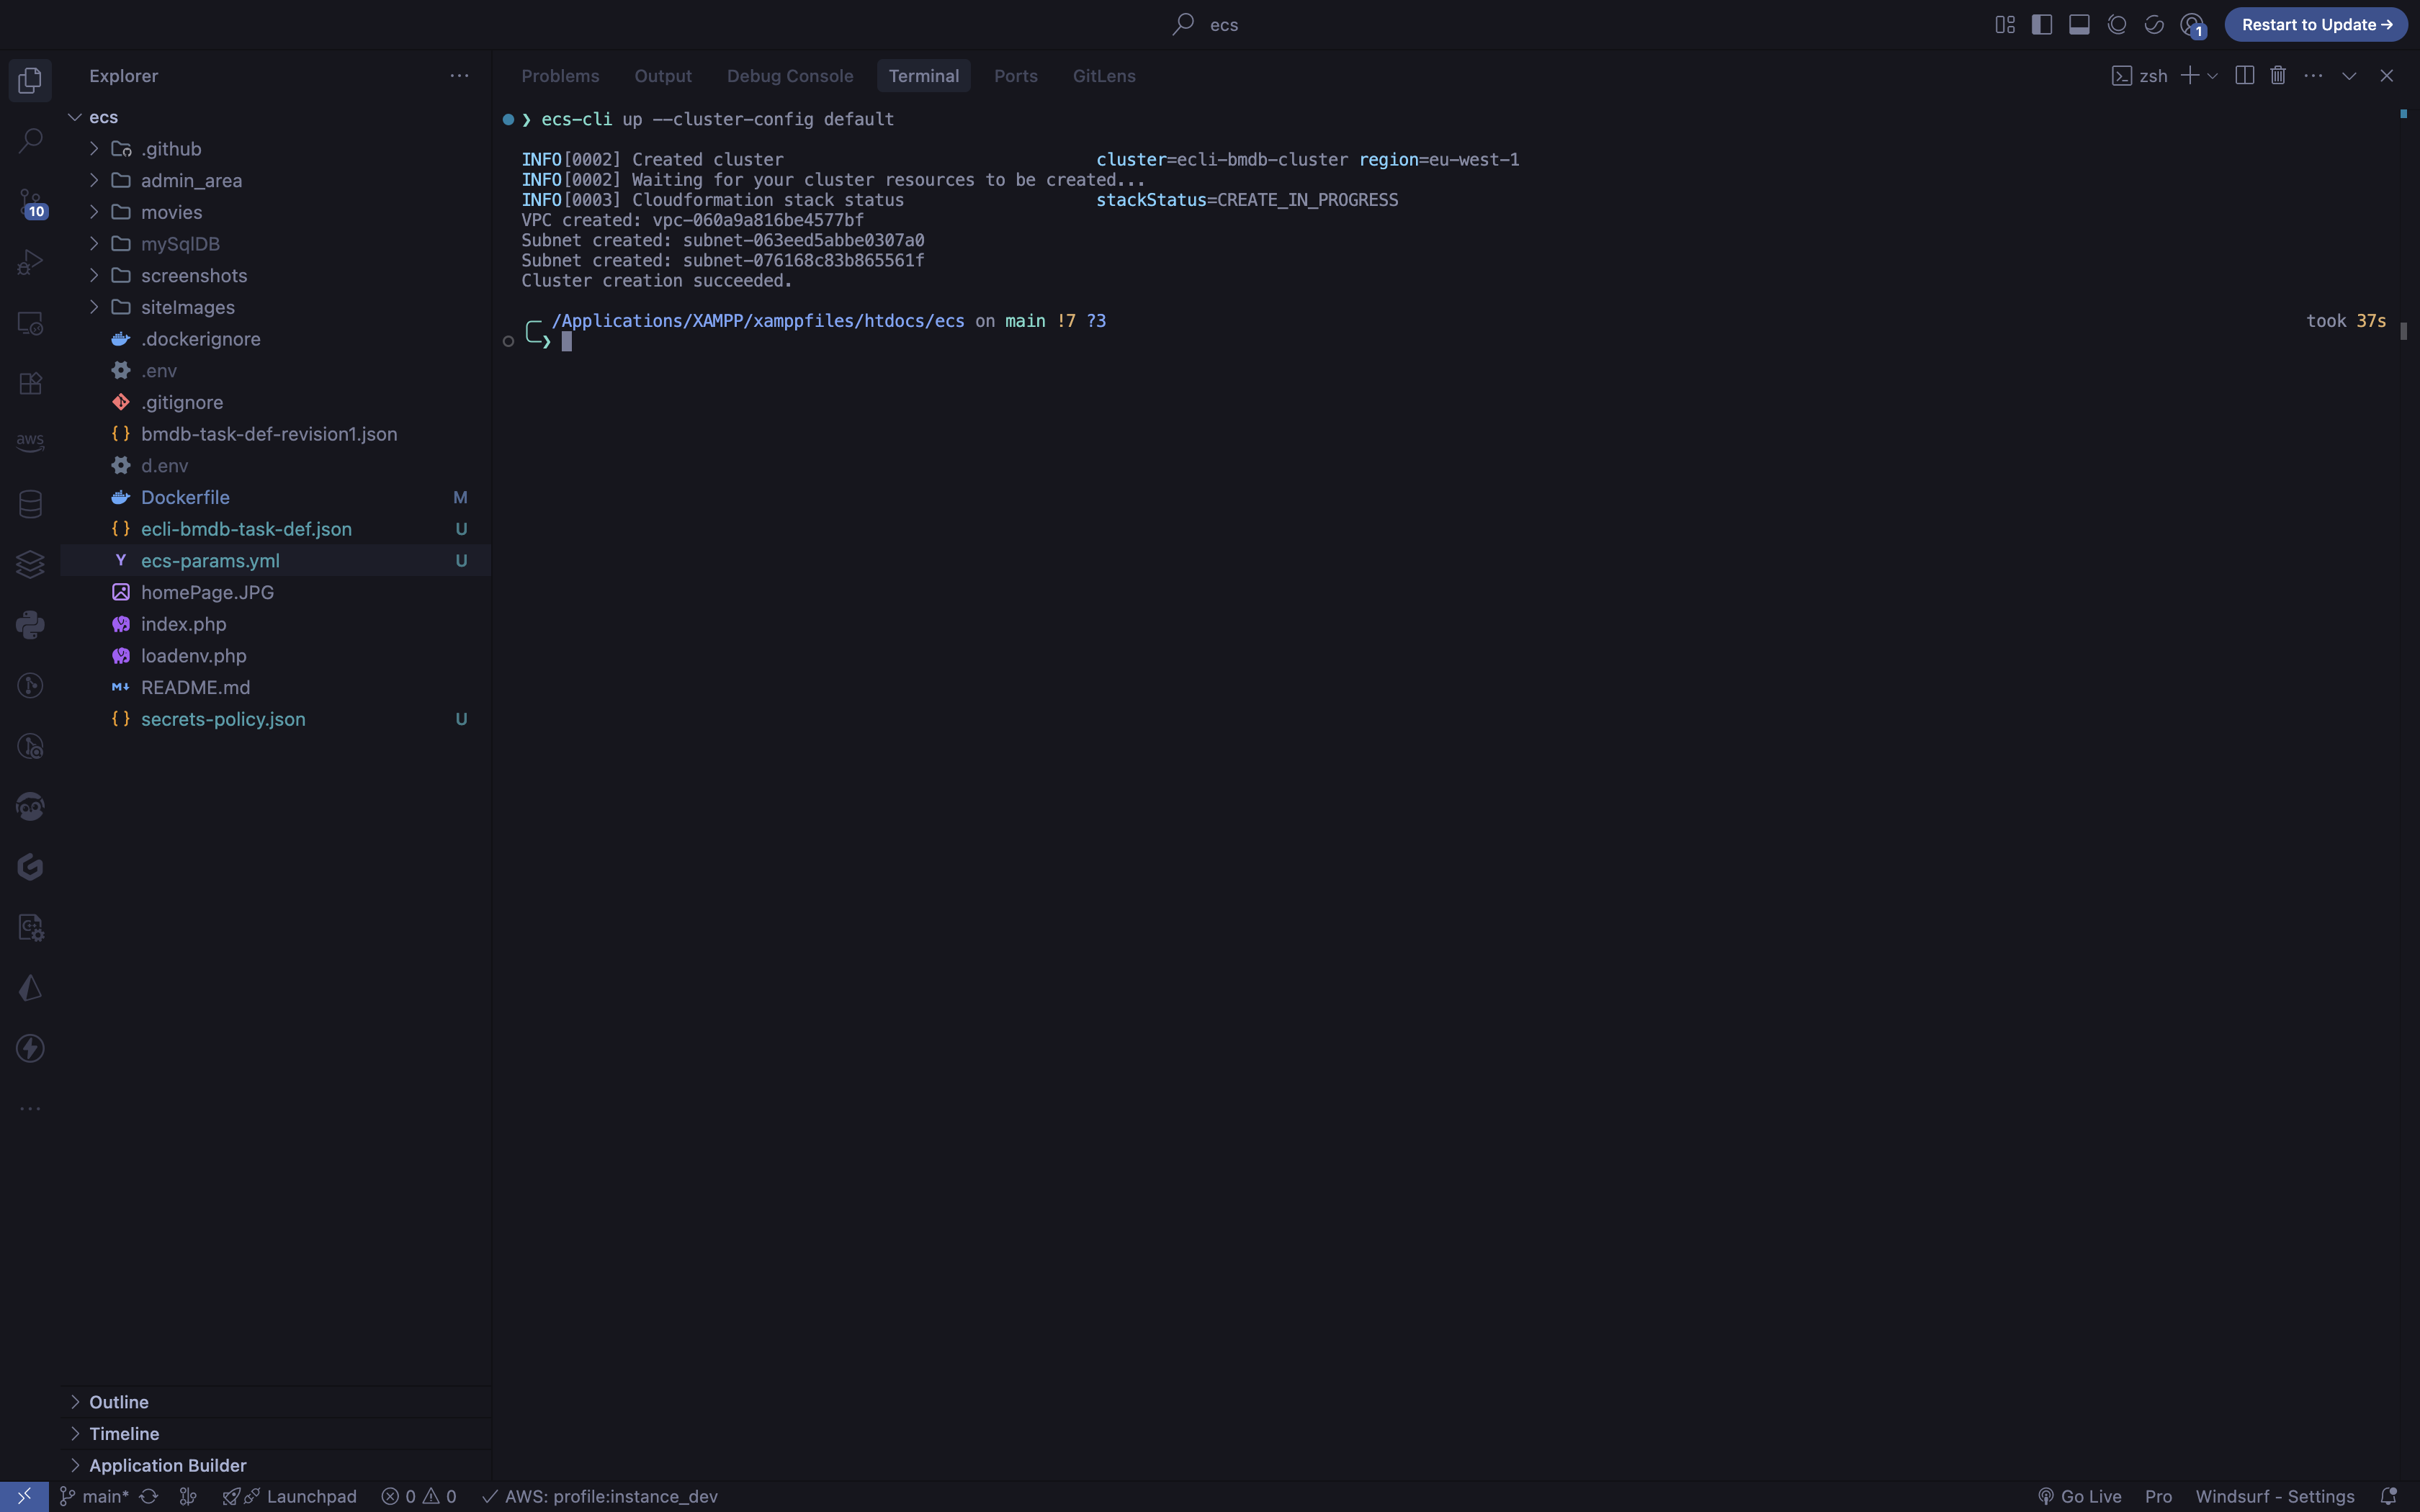 ecs
1
Restart to Update →
Explorer
Problems Output Debug Console Terminal Ports GitLens
zsh
ecs
.github
admin_area
movies
10
mySqlDB
screenshots
siteImages
.dockerignore
.env
.gitignore
bmdb-task-def-revision1.json
aws
d.env
Dockerfile M
ecli-bmdb-task-def.json U
ecs-params.yml U
homePage.JPG
index.php
loadenv.php
README.md
secrets-policy.json U
❯ ecs-cli up --cluster-config default
INFO[0002] Created cluster cluster=ecli-bmdb-cluster region=eu-west-1
INFO[0002] Waiting for your cluster resources to be created...
INFO[0003] Cloudformation stack status stackStatus=CREATE_IN_PROGRESS
VPC created: vpc-060a9a816be4577bf
Subnet created: subnet-063eed5abbe0307a0
Subnet created: subnet-076168c83b865561f
Cluster creation succeeded.
/Applications/XAMPP/xamppfiles/htdocs/ecs on main !7 ?3 took 37s
❯
Outline
Timeline
Application Builder
main* Launchpad 0 0 AWS: profile:instance_dev Go Live Pro Windsurf - Settings